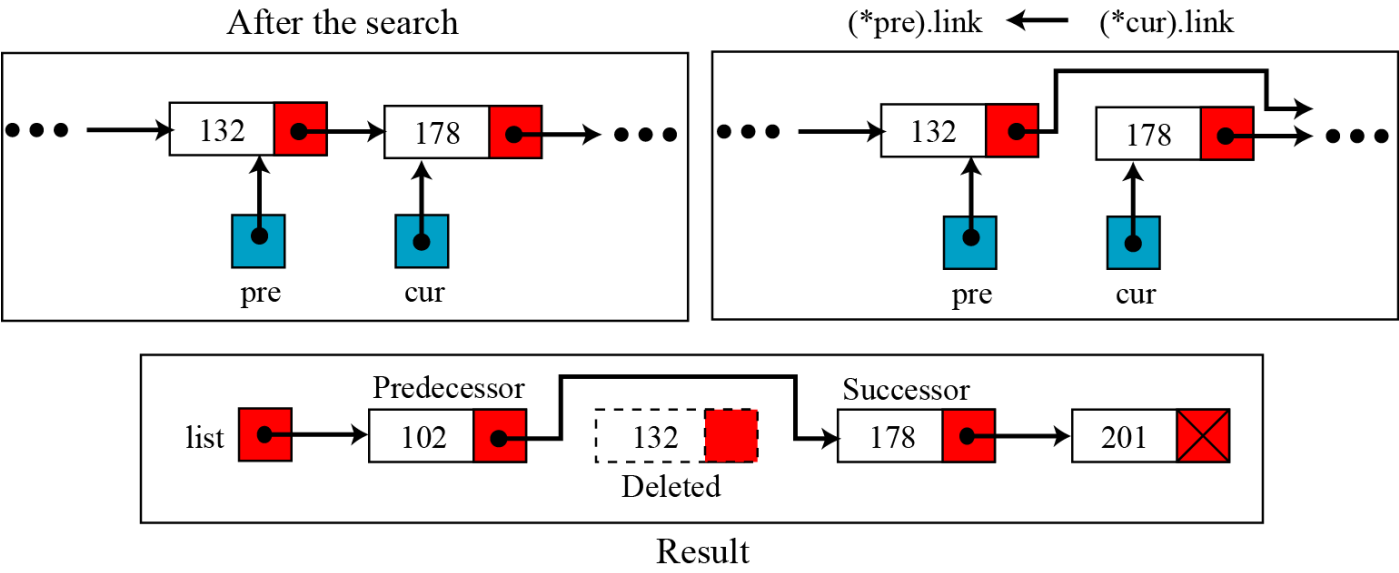 After the search
(*pre).link ← (*cur).link
••• 132 178 •••
pre cur
••• 132 178 •••
pre cur
Predecessor Successor
list 102 132 178 201
Deleted
Result